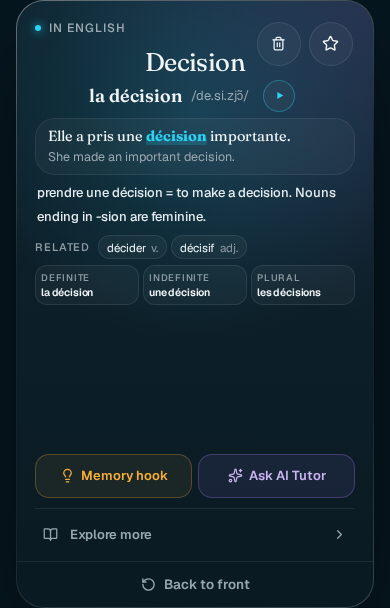 IN ENGLISH
Decision
la décision /de.si.zjɔ̃/
Elle a pris une décision importante.
She made an important decision.
prendre une décision = to make a decision. Nouns
ending in -sion are feminine.
RELATED décider v. décisif adj.
DEFINITE INDEFINITE PLURAL
la décision une décision les décisions
Memory hook Ask AI Tutor
Explore more
Back to front